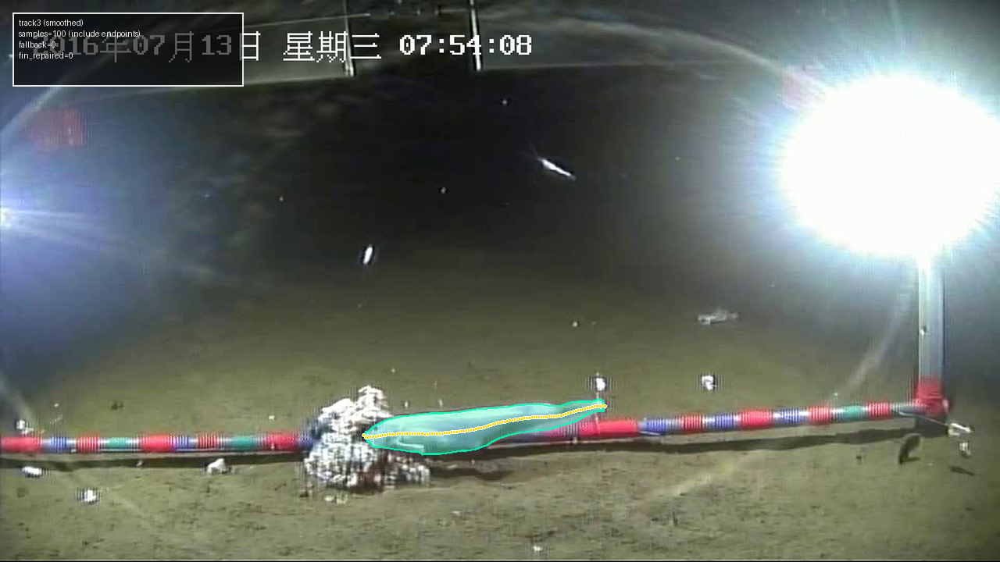 track3 (smoothed)
samples=100 (include endpoints)
fallback=0
fin_repaired=0
2016年07月13日 星期三 07:54:08